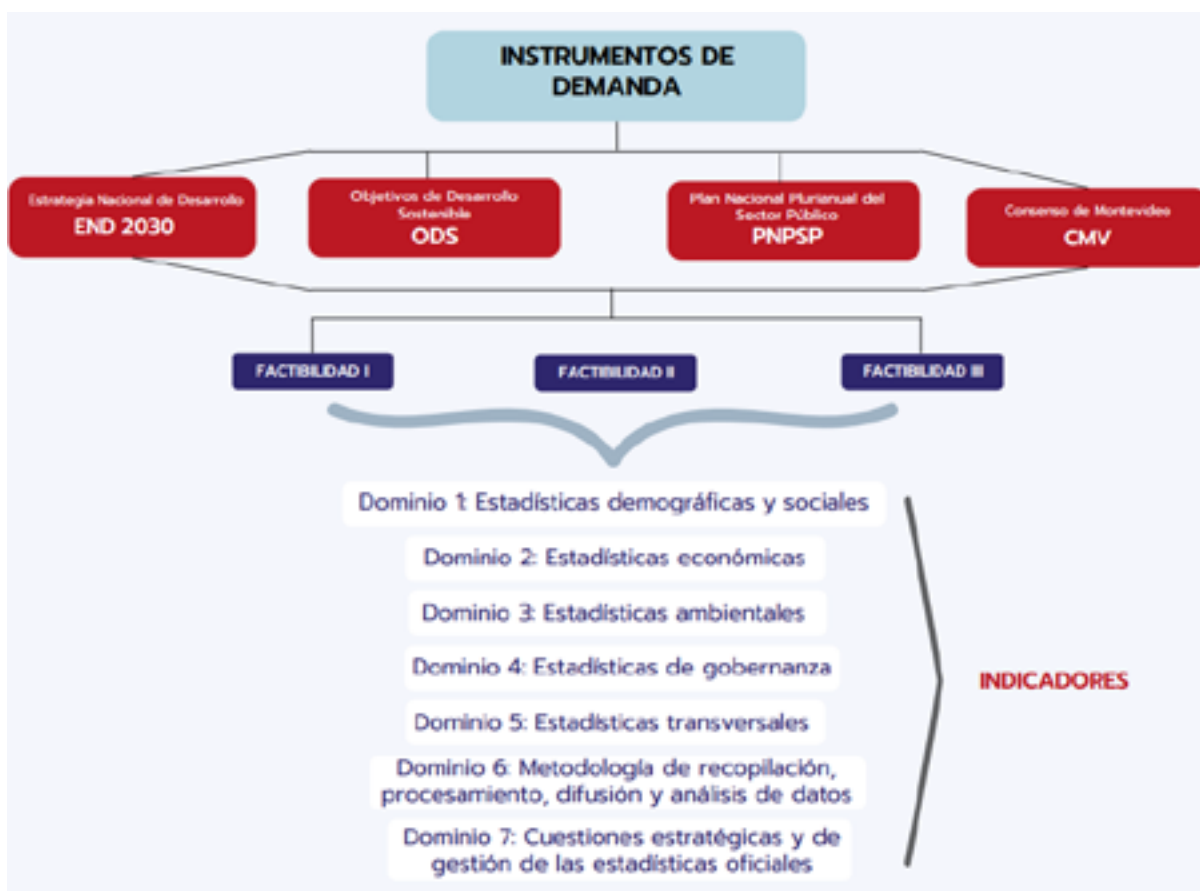 INSTRUMENTOS DE
DEMANDA
Estrategia Nacional de Desarrollo
END 2030
Objetivos de Desarrollo
Sostenible
ODS
Plan Nacional Plurianual del
Sector Público
PNPSP
Consenso de Montevideo
CMV
FACTIBILIDAD I
FACTIBILIDAD II
FACTIBILIDAD III
Dominio 1: Estadísticas demográficas y sociales
Dominio 2: Estadísticas económicas
Dominio 3: Estadísticas ambientales
Dominio 4: Estadísticas de gobernanza
Dominio 5: Estadísticas transversales
Dominio 6: Metodología de recopilación,
procesamiento, difusión y análisis de datos
Dominio 7: Cuestiones estratégicas y de
gestión de las estadísticas oficiales
INDICADORES